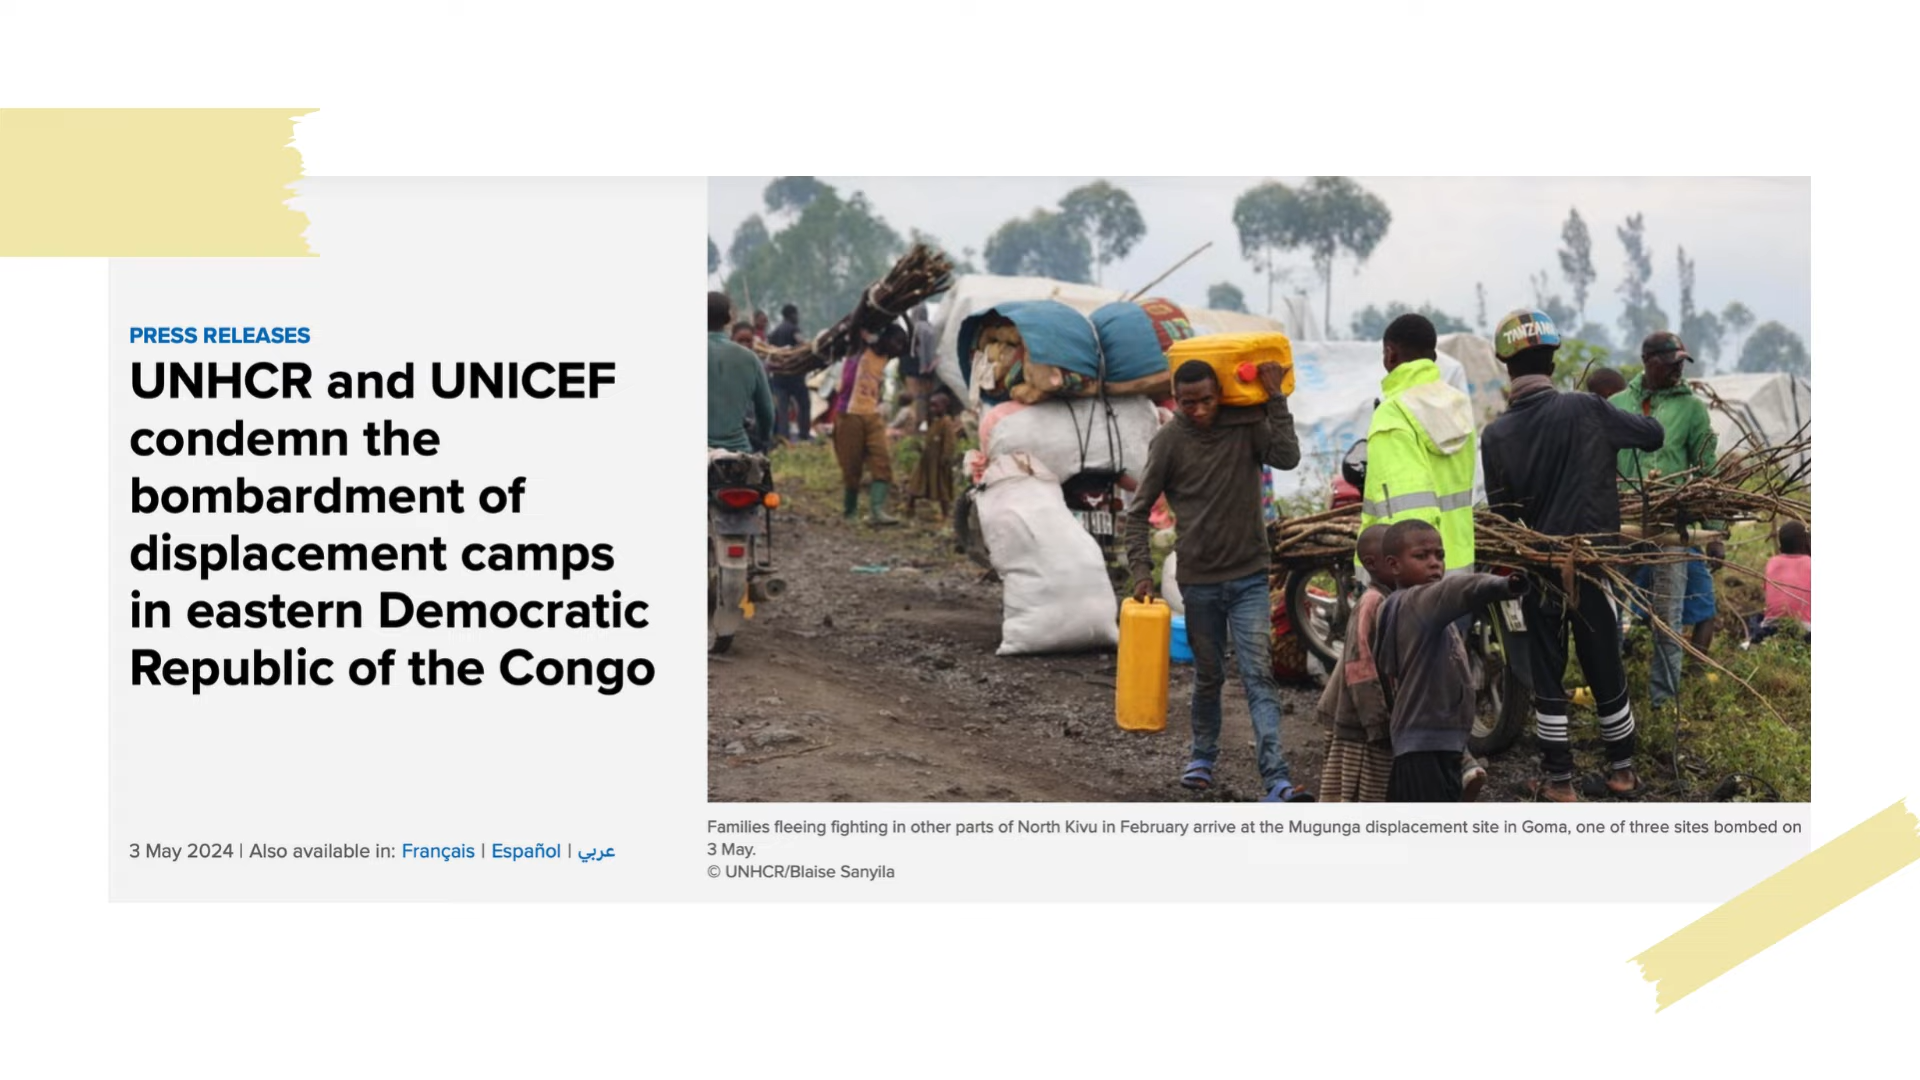 PRESS RELEASES
UNHCR and UNICEF
condemn the
bombardment of
displacement camps
in eastern Democratic
Republic of the Congo
3 May 2024 | Also available in: Français | Español | عربي
TANZANIA
Families fleeing fighting in other parts of North Kivu in February arrive at the Mugunga displacement site in Goma, one of three sites bombed on
3 May.
© UNHCR/Blaise Sanyila